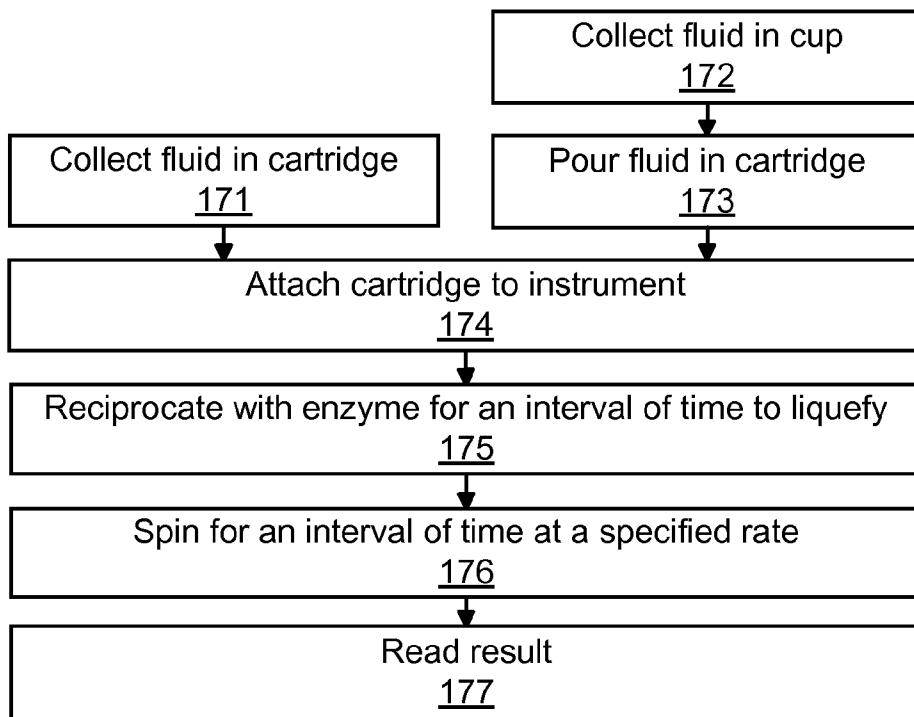 Collect fluid in cup
172
Collect fluid in cartridge
171
Pour fluid in cartridge
173
Attach cartridge to instrument
174
Reciprocate with enzyme for an interval of time to liquefy
175
Spin for an interval of time at a specified rate
176
Read result
177